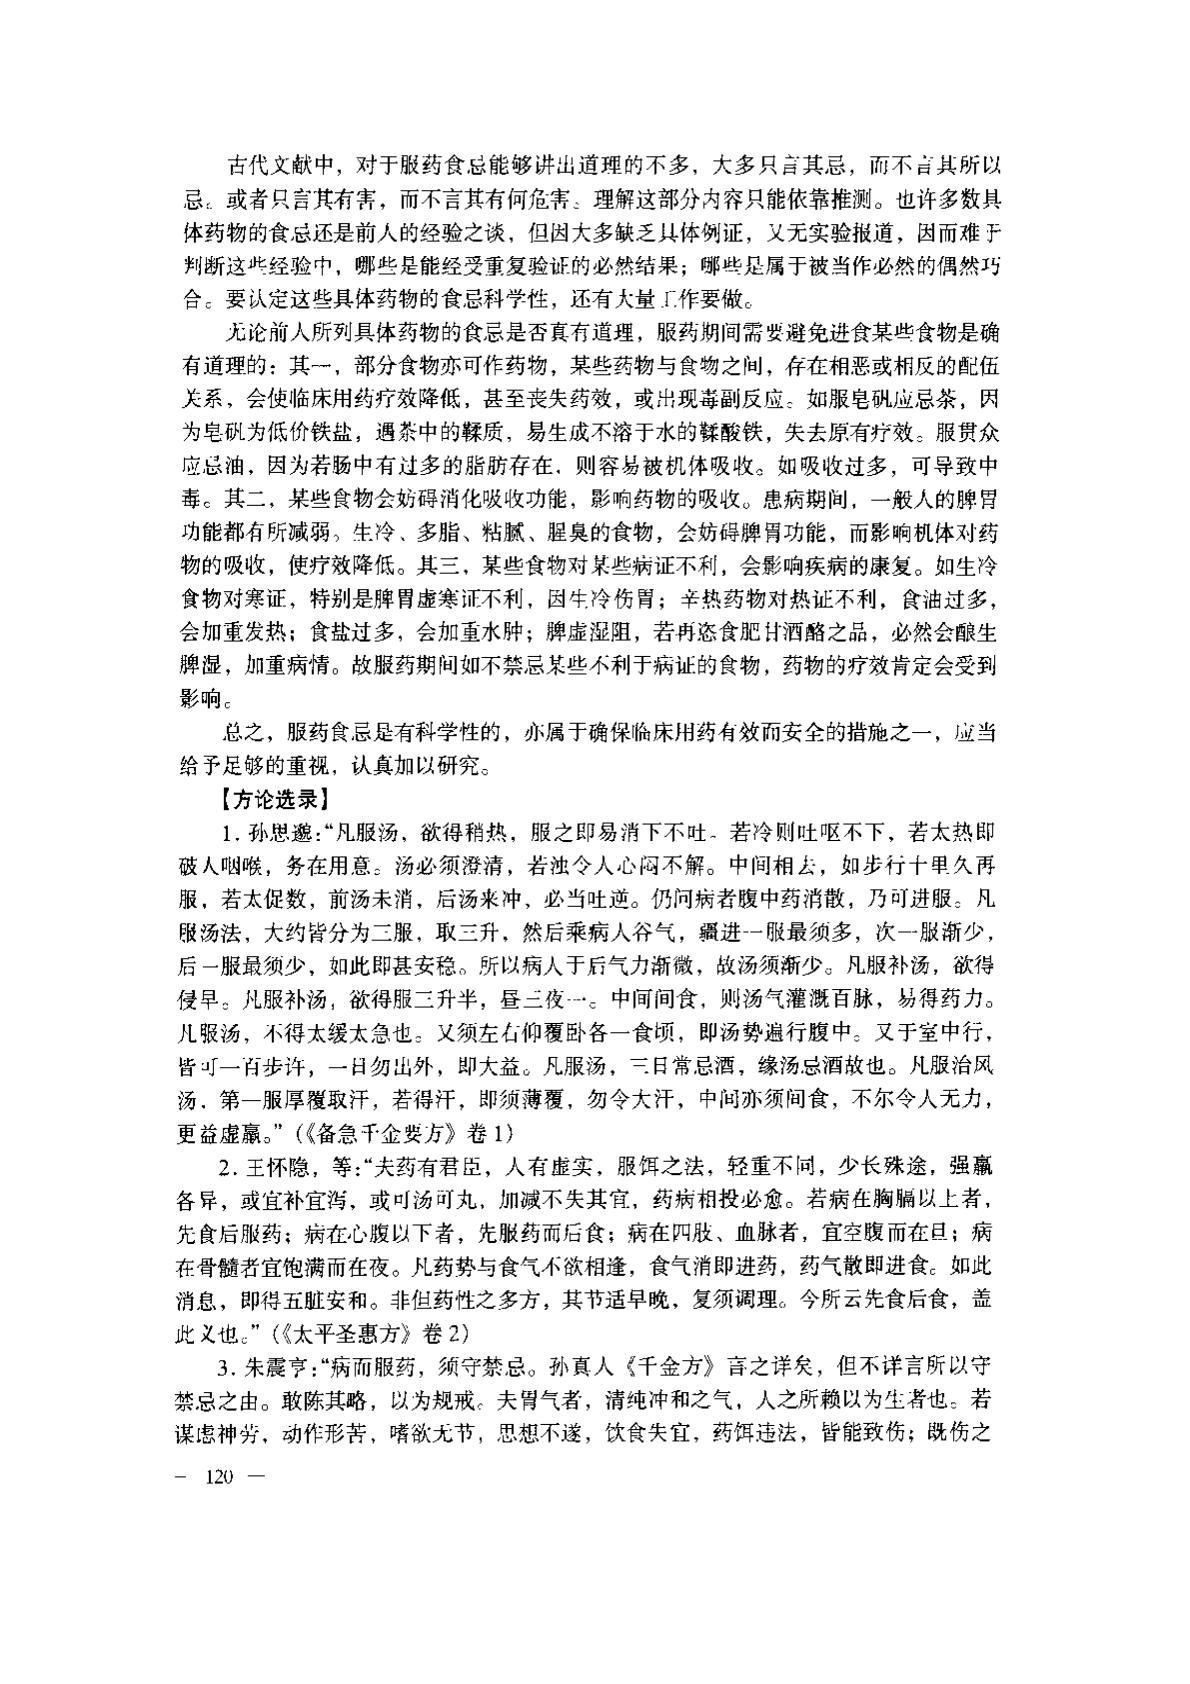 古代文献中，对于服药食忌能够讲出道理的不多，大多只言其忌，而不言其所以
忌。或者只言其有害，而不言其有何危害。理解这部分内容只能依靠推测。也许多数具
体药物的食忌还是前人的经验之谈，但因大多缺乏具体例证，又无实验报道，因而难于
判断这些经验中，哪些是能经受重复验证的必然结果；哪些是属于被当作必然的偶然巧
合。要认定这些具体药物的食忌科学性，还有大量工作要做。
无论前人所列具体药物的食忌是否真有道理，服药期间需要避免进食某些食物是确
有道理的：其一，部分食物亦可作药物，某些药物与食物之间，存在相恶或相反的配伍
关系，会使临床用药疗效降低，甚至丧失药效，或出现毒副反应。如服皂矾应忌茶，因
为皂矾为低价铁盐，遇茶中的鞣质，易生成不溶于水的鞣酸铁，失去原有疗效。服贯众
应忌油，因为若肠中有过多的脂肪存在，则容易被机体吸收。如吸收过多，可导致中
毒。其二，某些食物会妨碍消化吸收功能，影响药物的吸收。患病期间，一般人的脾胃
功能都有所减弱。生冷、多脂、粘腻、腥臭的食物，会妨碍脾胃功能，而影响机体对药
物的吸收，使疗效降低。其三，某些食物对某些病证不利，会影响疾病的康复。如生冷
食物对寒证，特别是脾胃虚寒证不利，因生冷伤胃；辛热药物对热证不利，食油过多，
会加重发热；食盐过多，会加重水肿；脾虚湿阻，若再恣食肥甘酒酪之品，必然会酿生
脾湿，加重病情。故服药期间如不禁忌某些不利于病证的食物，药物的疗效肯定会受到
影响。
总之，服药食忌是有科学性的，亦属于确保临床用药有效而安全的措施之一，应当
给予足够的重视，认真加以研究。
【方论选录】
1. 孙思邈：“凡服汤，欲得稍热，服之即易消下不吐。若冷则吐呕不下，若太热即
破人咽喉，务在用意。汤必须澄清，若浊令人心闷不解。中间相去，如步行十里久再
服，若太促数，前汤未消，后汤来冲，必当吐逆。仍问病者腹中药消散，乃可进服。凡
服汤法，大约皆分为三服，取三升，然后乘病人谷气，疆进一服最须多，次一服渐少，
后一服最须少，如此即甚安稳。所以病人于后气力渐微，故汤须渐少。凡服补汤，欲得
侵早。凡服补汤，欲得服三升半，昼三夜一。中间间食，则汤气灌溉百脉，易得药力。
凡服汤，不得太缓太急也。又须左右仰覆卧各一食顷，即汤势遍行腹中。又于室中行，
皆可一百步许，一日勿出外，即大益。凡服汤，三日常忌酒，缘汤忌酒故也。凡服治风
汤，第一服厚覆取汗，若得汗，即须薄覆，勿令大汗，中间亦须间食，不尔令人无力，
更益虚羸。”（《备急千金要方》卷1）
2. 王怀隐，等：“夫药有君臣，人有虚实，服饵之法，轻重不同，少长殊途，强羸
各异，或宜补宜泻，或可汤可丸，加减不失其宜，药病相投必愈。若病在胸膈以上者，
先食后服药；病在心腹以下者，先服药而后食；病在四肢、血脉者，宜空腹而在旦；病
在骨髓者宜饱满而在夜。凡药势与食气不欲相逢，食气消即进药，药气散即进食。如此
消息，即得五脏安和。非但药性之多方，其节适早晚，复须调理。今所云先食后食，盖
此义也。”（《太平圣惠方》卷2）
3. 朱震亨：“病而服药，须守禁忌。孙真人《千金方》言之详矣，但不详言所以守
禁忌之由。敢陈其略，以为规戒。夫胃气者，清纯冲和之气，人之所赖以为生者也。若
谋虑神劳，动作形苦，嗜欲无节，思想不遂，饮食失宜，药饵违法，皆能致伤；既伤之
— 120 —